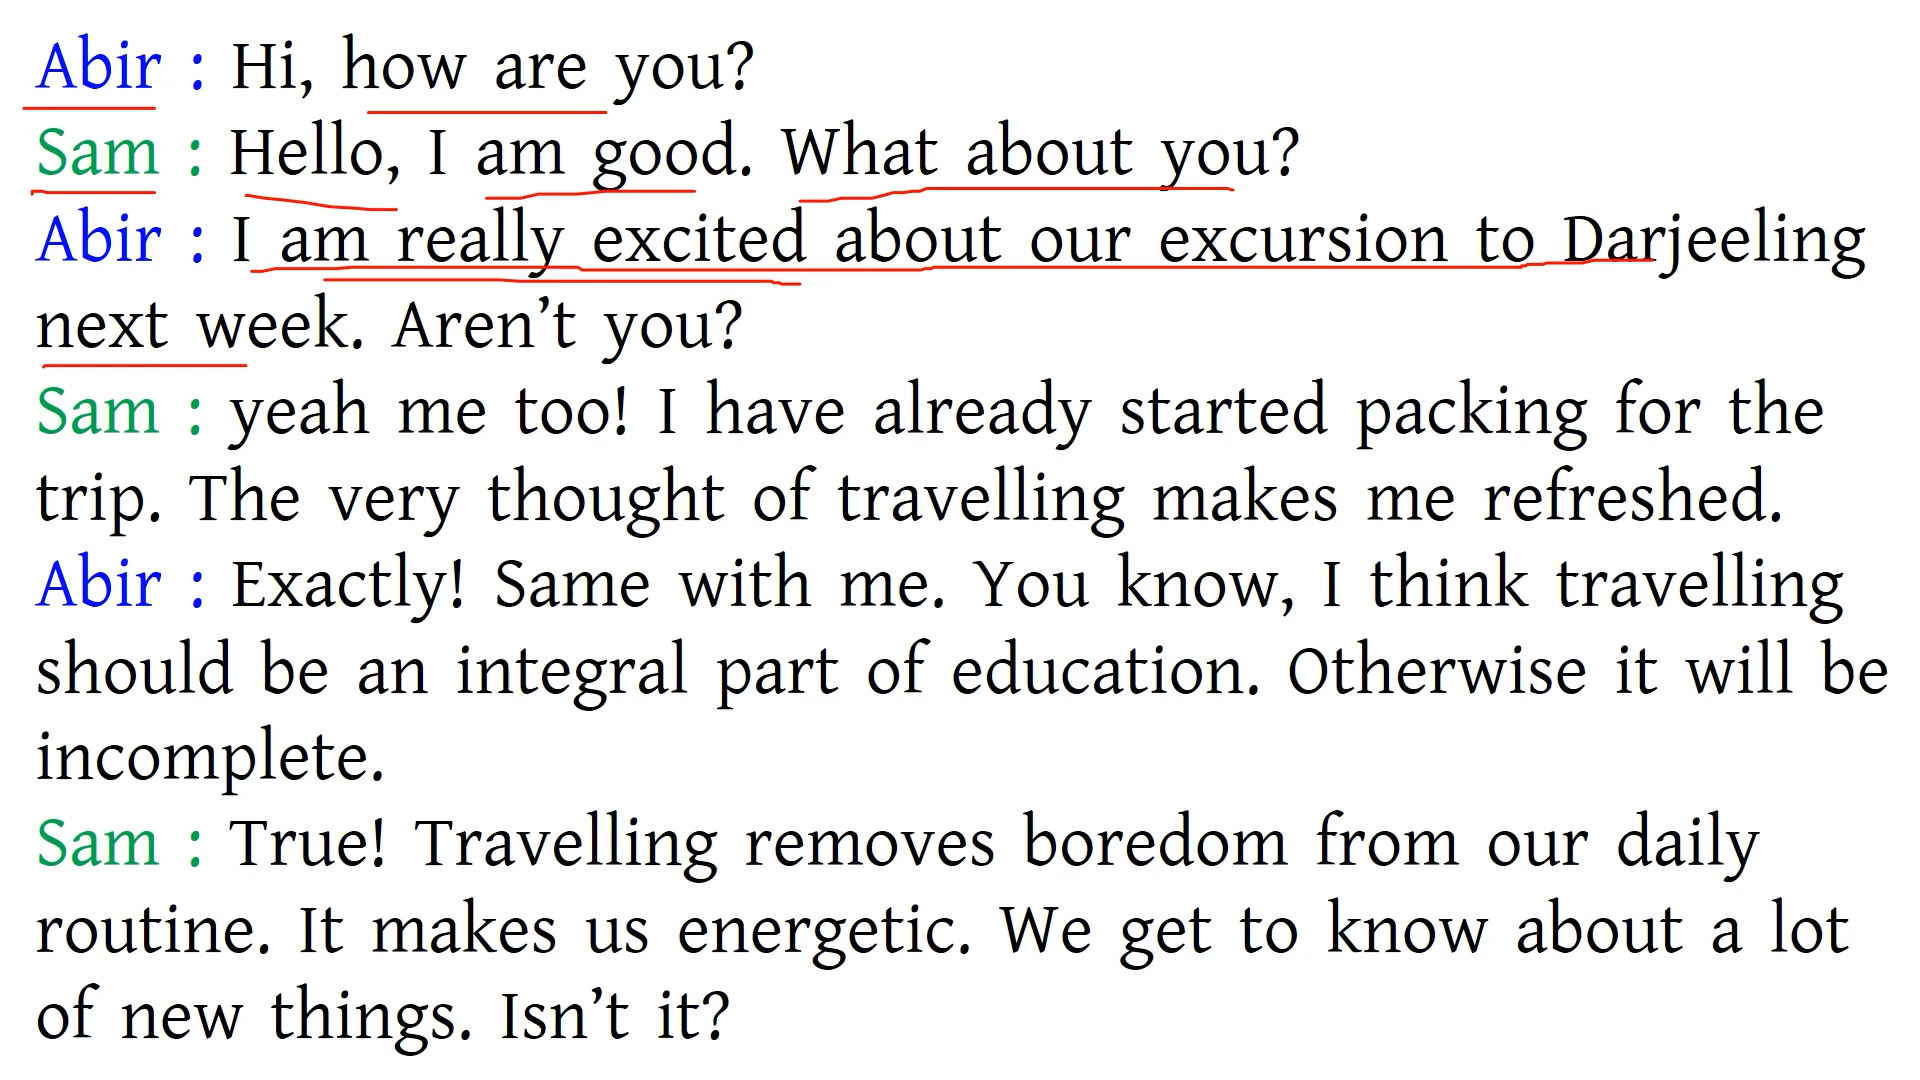 Abir : Hi, how are you?
Sam : Hello, I am good. What about you?
Abir : I am really excited about our excursion to Darjeeling
next week. Aren’t you?
Sam : yeah me too! I have already started packing for the
trip. The very thought of travelling makes me refreshed.
Abir : Exactly! Same with me. You know, I think travelling
should be an integral part of education. Otherwise it will be
incomplete.
Sam : True! Travelling removes boredom from our daily
routine. It makes us energetic. We get to know about a lot
of new things. Isn’t it?